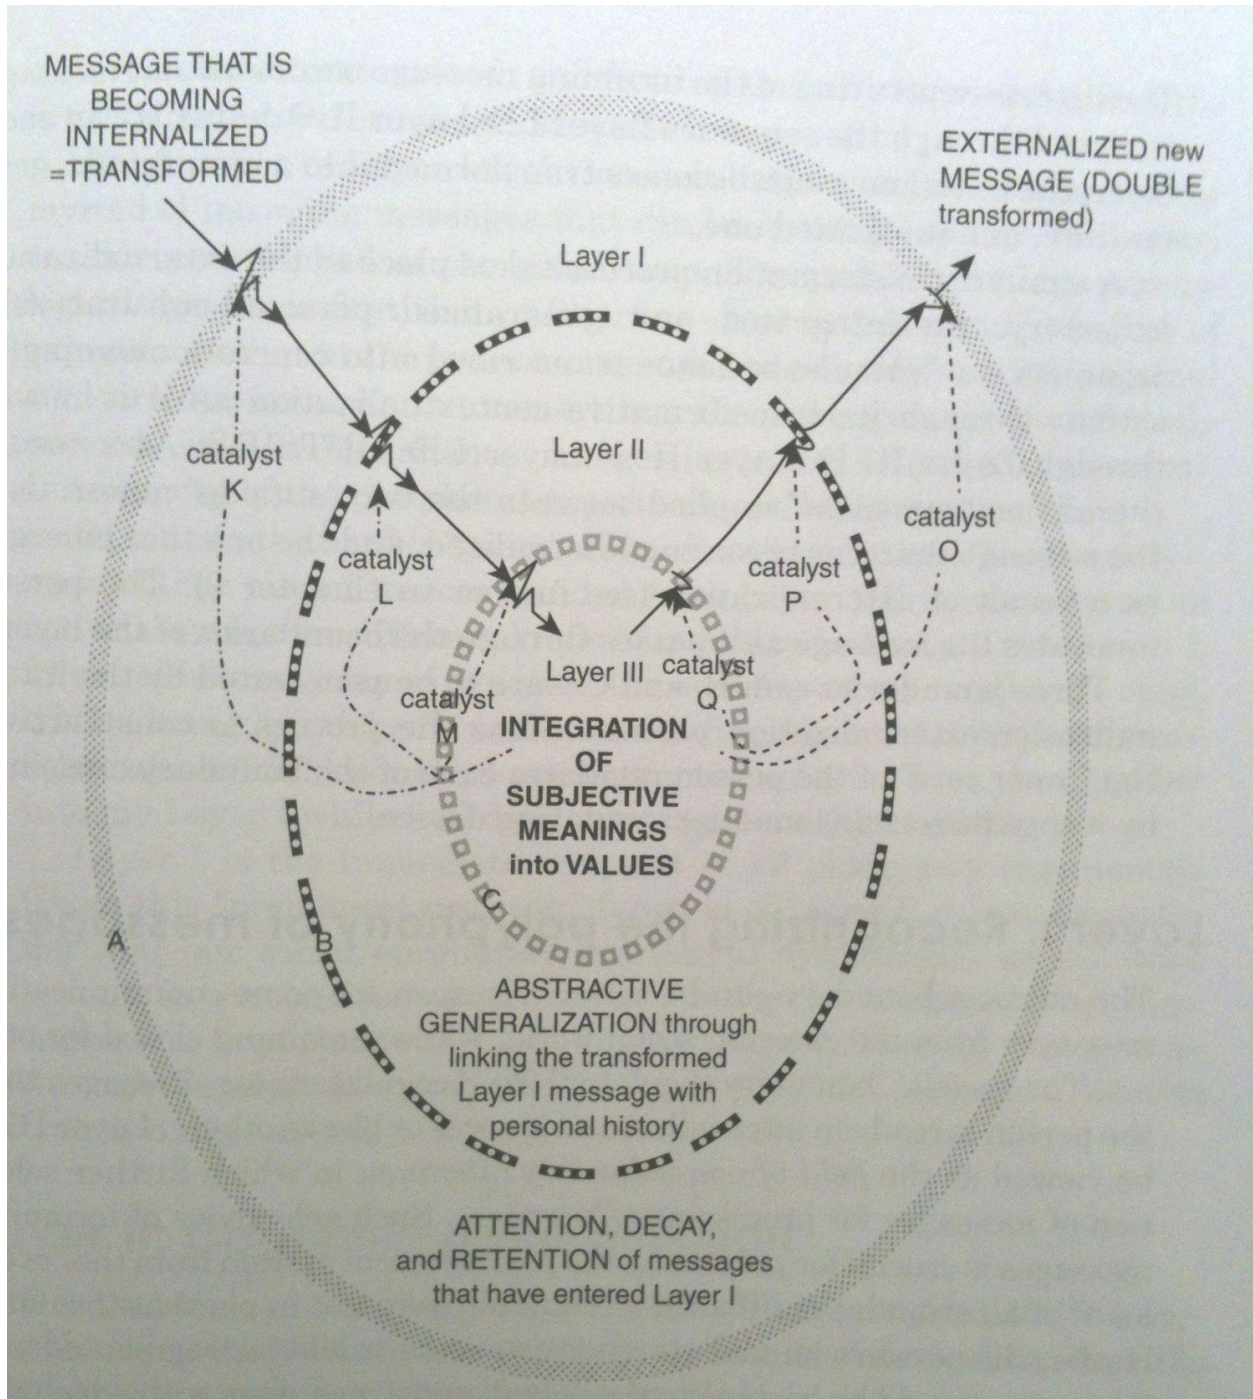 MESSAGE THAT IS
BECOMING
INTERNALIZED
=TRANSFORMED
EXTERNALIZED new
MESSAGE (DOUBLE
transformed)
Layer I
Layer II
catalyst
K
catalyst
L
catalyst
O
catalyst
P
Layer III
catalyst
Q
catalyst
M
INTEGRATION
OF
SUBJECTIVE
MEANINGS
into VALUES
C
A
B
ABSTRACTIVE
GENERALIZATION through
linking the transformed
Layer I message with
personal history
ATTENTION, DECAY,
and RETENTION of messages
that have entered Layer I